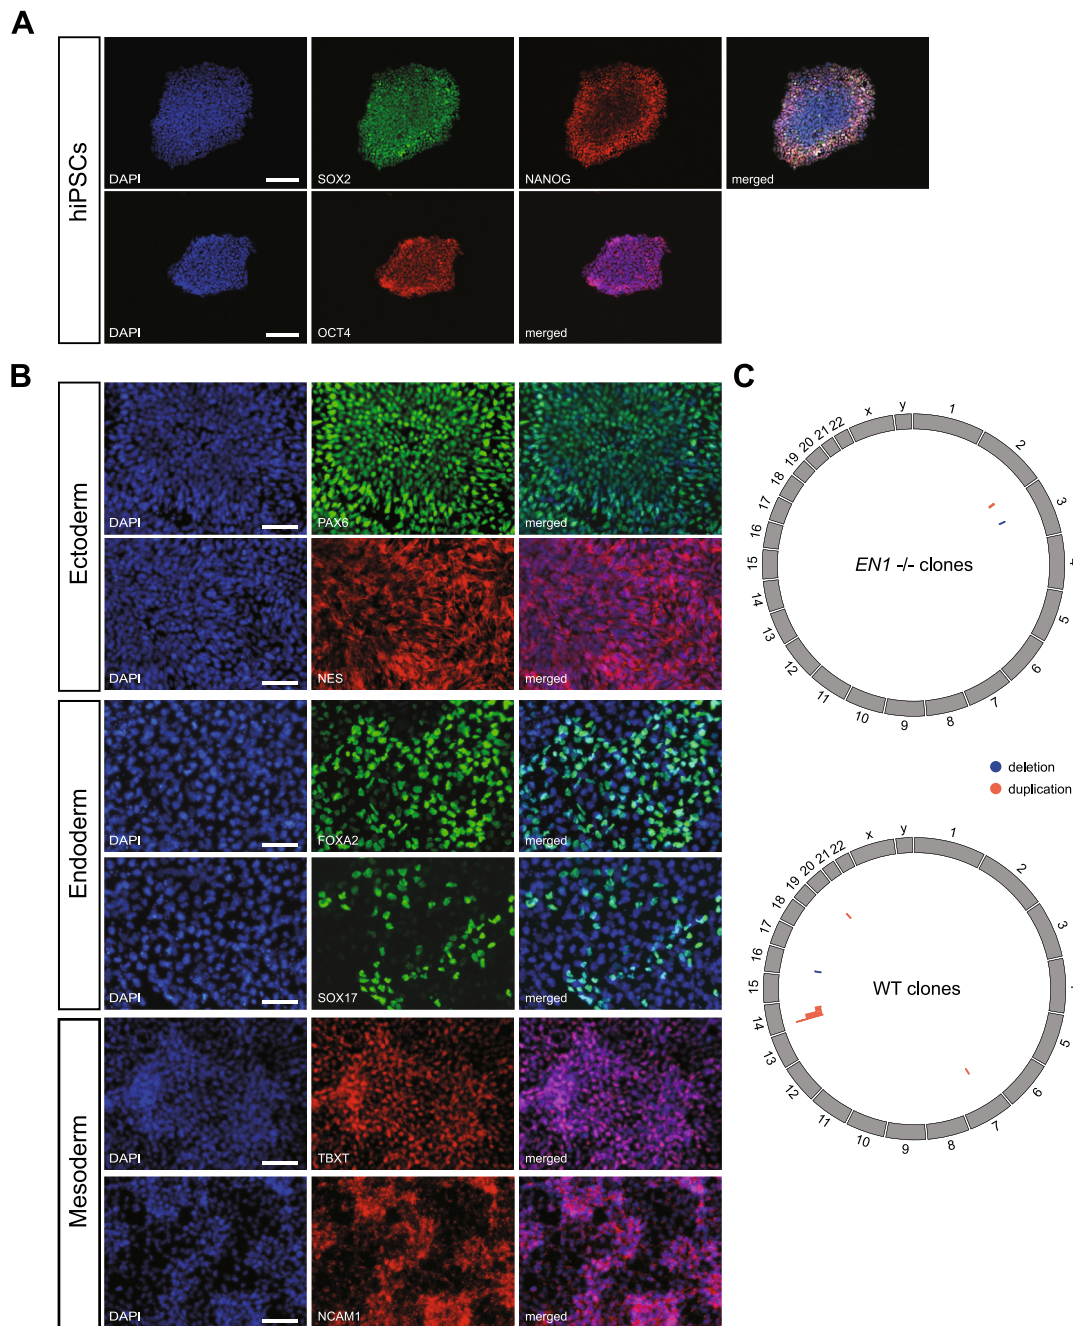 A
hiPSCs
DAPI
SOX2
NANOG
merged
DAPI
OCT4
merged
B
Ectoderm
DAPI
PAX6
merged
DAPI
NES
merged
Endoderm
DAPI
FOXA2
merged
DAPI
SOX17
merged
Mesoderm
DAPI
TBXT
merged
DAPI
NCAM1
merged
C
1
2
3
5
6
7
8
9
10
11
12
13
14
15
16
17
18
19
20
21
22
x
y
EN1 -/- clones
deletion
duplication
1
2
3
5
6
7
8
9
10
11
12
13
14
15
16
17
18
19
20
21
22
x
y
WT clones